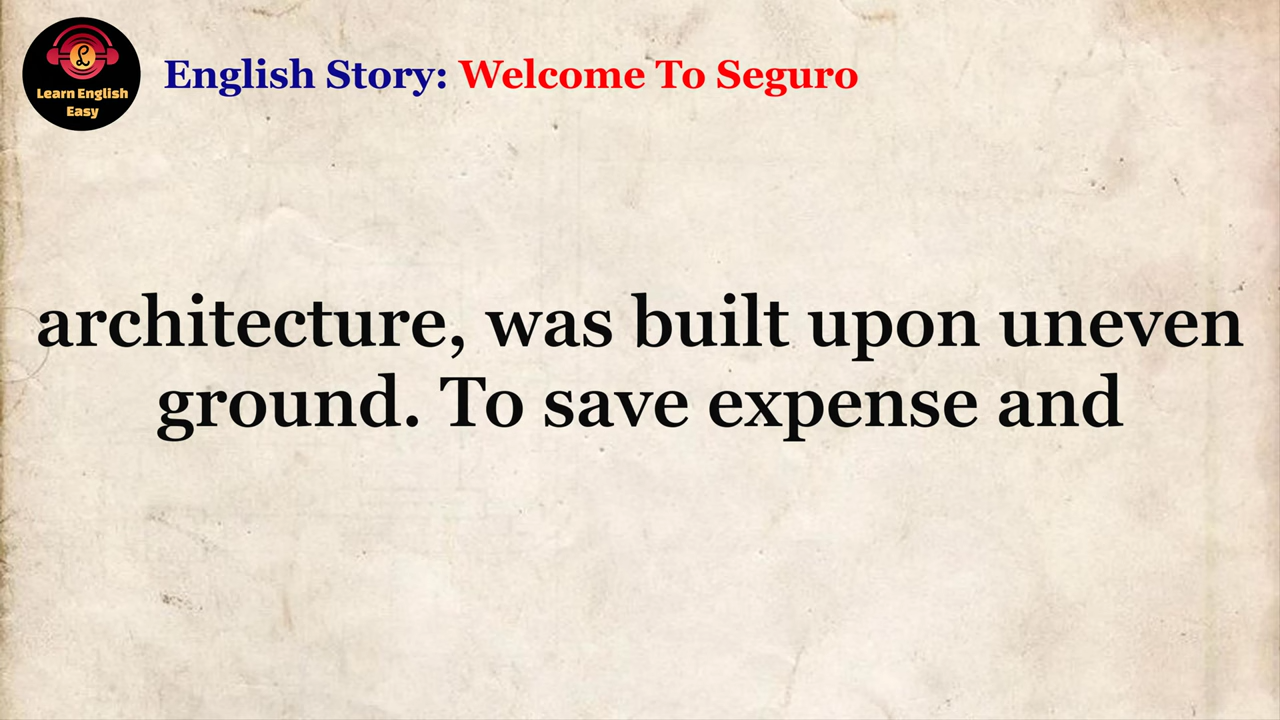 Learn English
Easy
English Story: Welcome To Seguro
architecture, was built upon uneven
ground. To save expense and